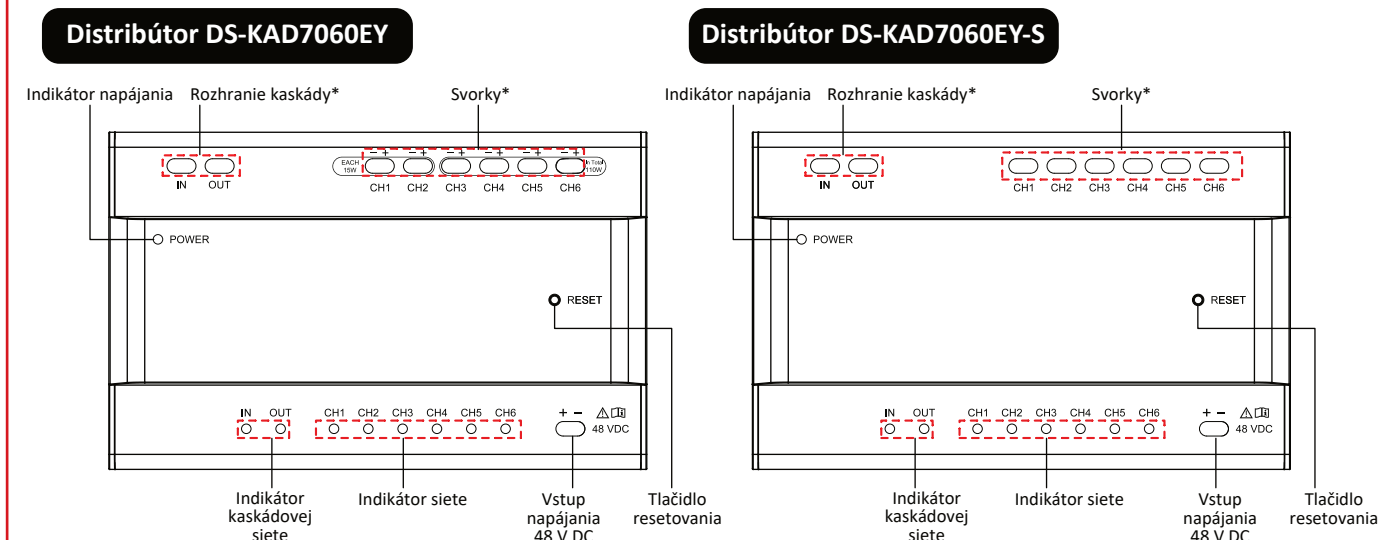 Distribútor DS-KAD7060EY
Indikátor napájania
Rozhranie kaskády*
Svorky*
EACH
15W
- +
- +
- +
- +
- +
- +
In Total
110W
IN
OUT
CH1
CH2
CH3
CH4
CH5
CH6
POWER
RESET
IN
OUT
CH1
CH2
CH3
CH4
CH5
CH6
+ -
48 VDC
Indikátor
kaskádovej
siete
Indikátor siete
Vstup
napájania
48 V DC
Tlačidlo
resetovania
Distribútor DS-KAD7060EY-S
Indikátor napájania
Rozhranie kaskády*
Svorky*
IN
OUT
CH1
CH2
CH3
CH4
CH5
CH6
POWER
RESET
IN
OUT
CH1
CH2
CH3
CH4
CH5
CH6
+ -
48 VDC
Indikátor
kaskádovej
siete
Indikátor siete
Vstup
napájania
48 V DC
Tlačidlo
resetovania